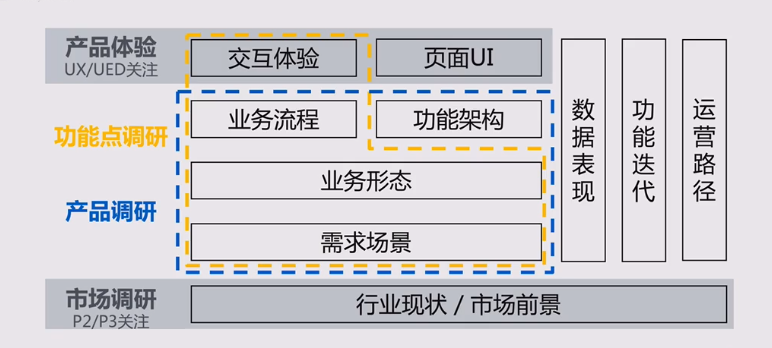 产品体验
UX/UED关注
交互体验
页面UI
功能点调研
业务流程
功能架构
产品调研
业务形态
需求场景
数据表现
功能迭代
运营路径
市场调研
P2/P3关注
行业现状 / 市场前景